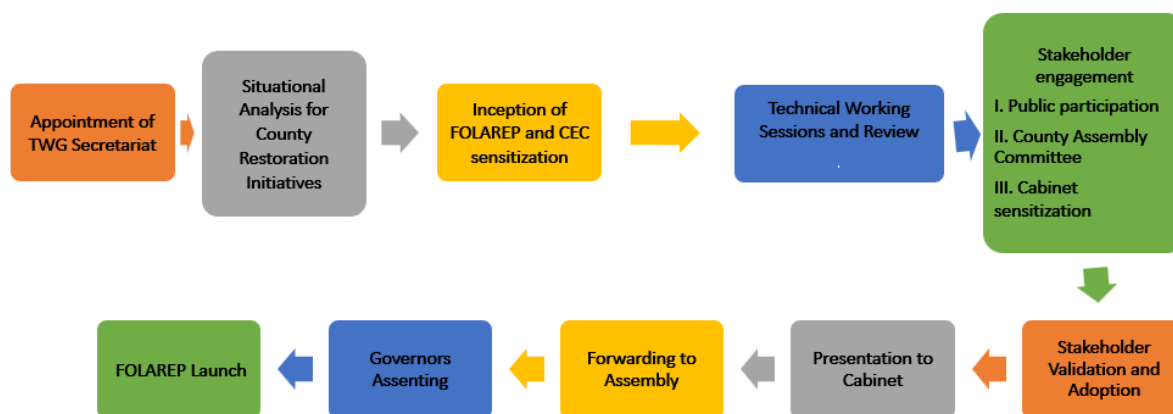 Appointment of
TWG Secretariat
Situational
Analysis for
County
Restoration
Initiatives
Inception of
FOLAREP and CEC
sensitization
Technical Working
Sessions and Review
.
Stakeholder
engagement
I. Public participation
II. County Assembly
Committee
III. Cabinet
sensitization
Stakeholder
Validation and
Adoption
Presentation to
Cabinet
Forwarding to
Assembly
Governors
Assenting
FOLAREP Launch